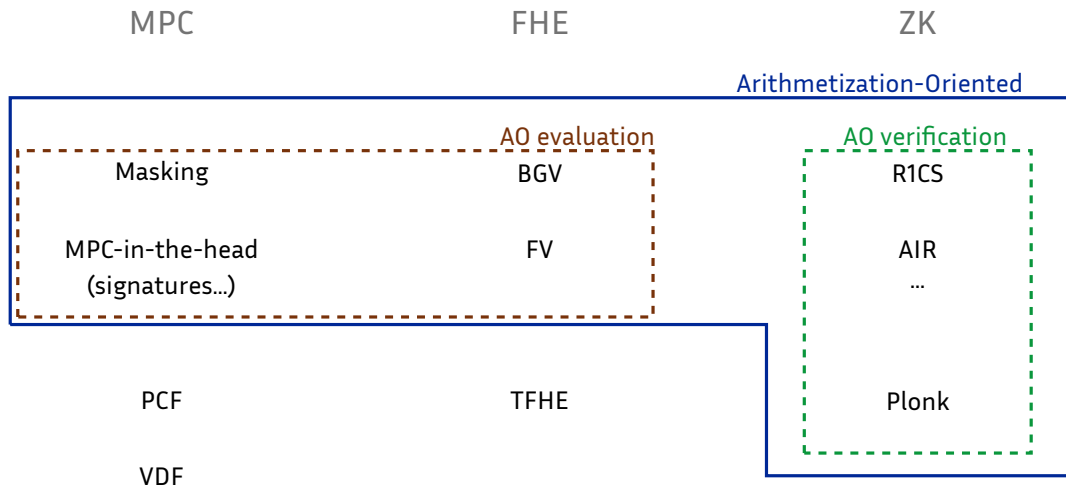 MPC FHE ZK
Arithmetization-Oriented
AO evaluation AO verification
Masking BGV R1CS
MPC-in-the-head FV AIR
(signatures...) ...
PCF TFHE Plonk
VDF